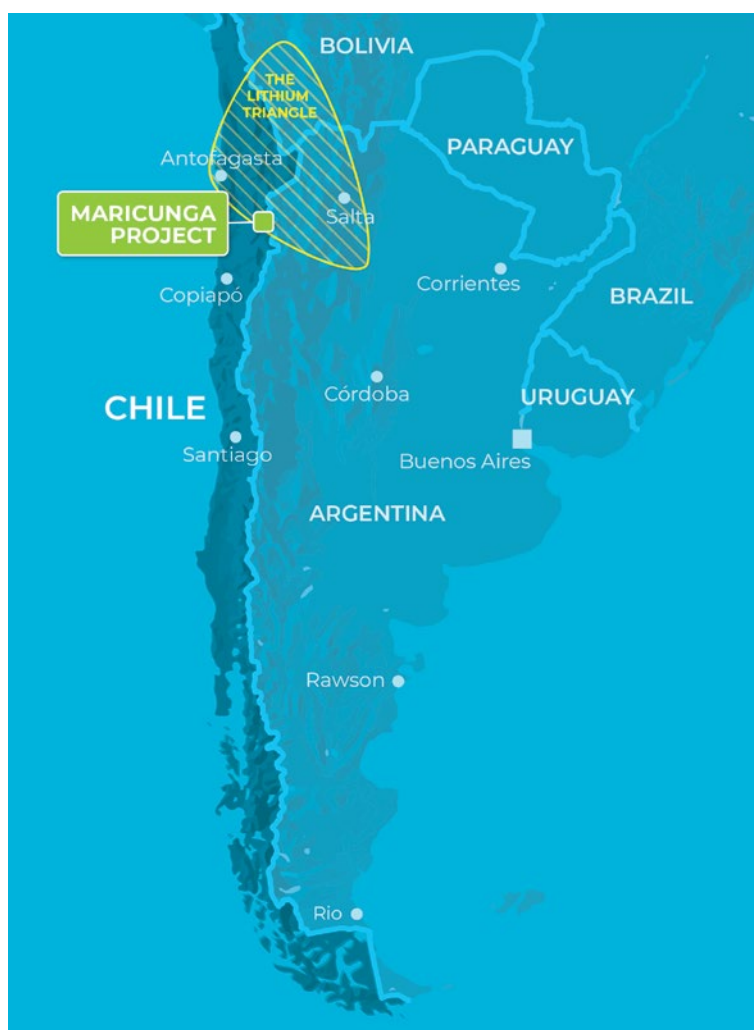 BOLIVIA
THE
LITHIUM
TRIANGLE
PARAGUAY
Antofagasta
Salta
MARICUNGA
PROJECT
Corrientes
Copiapó
BRAZIL
Córdoba
URUGUAY
CHILE
Santiago
Buenos Aires
ARGENTINA
Rawson
Rio